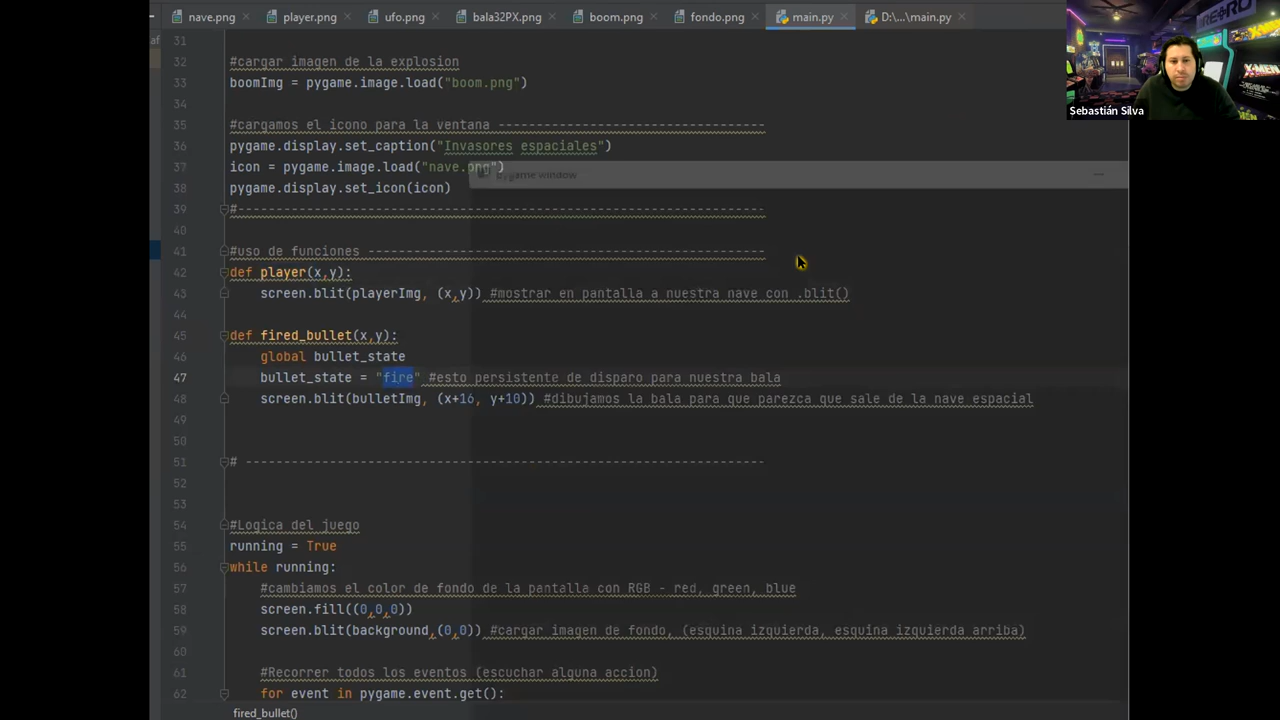 nave.png player.png ufo.png bala32PX.png boom.png fondo.png main.py D:\...\main.py
Sebastián Silva
31
32 #cargar imagen de la explosion
33 boomImg = pygame.image.load("boom.png")
34
35 #cargamos el icono para la ventana -----------------------------------
36 pygame.display.set_caption("Invasores espaciales")
37 icon = pygame.image.load("nave.png")
pygame window
38 pygame.display.set_icon(icon)
39 #---------------------------------------------------------------------
40
41 #uso de funciones ----------------------------------------------------
42 def player(x,y):
43 screen.blit(playerImg, (x,y)) #mostrar en pantalla a nuestra nave con .blit()
44
45 def fired_bullet(x,y):
46 global bullet_state
47 bullet_state = "fire" #esto persistente de disparo para nuestra bala
48 screen.blit(bulletImg, (x+16, y+10)) #dibujamos la bala para que parezca que sale de la nave espacial
49
50
51 # --------------------------------------------------------------------
52
53
54 #Logica del juego
55 running = True
56 while running:
57 #cambiamos el color de fondo de la pantalla con RGB - red, green, blue
58 screen.fill((0,0,0))
59 screen.blit(background,(0,0)) #cargar imagen de fondo, (esquina izquierda, esquina izquierda arriba)
60
61 #Recorrer todos los eventos (escuchar alguna accion)
62 for event in pygame.event.get():
fired_bullet()